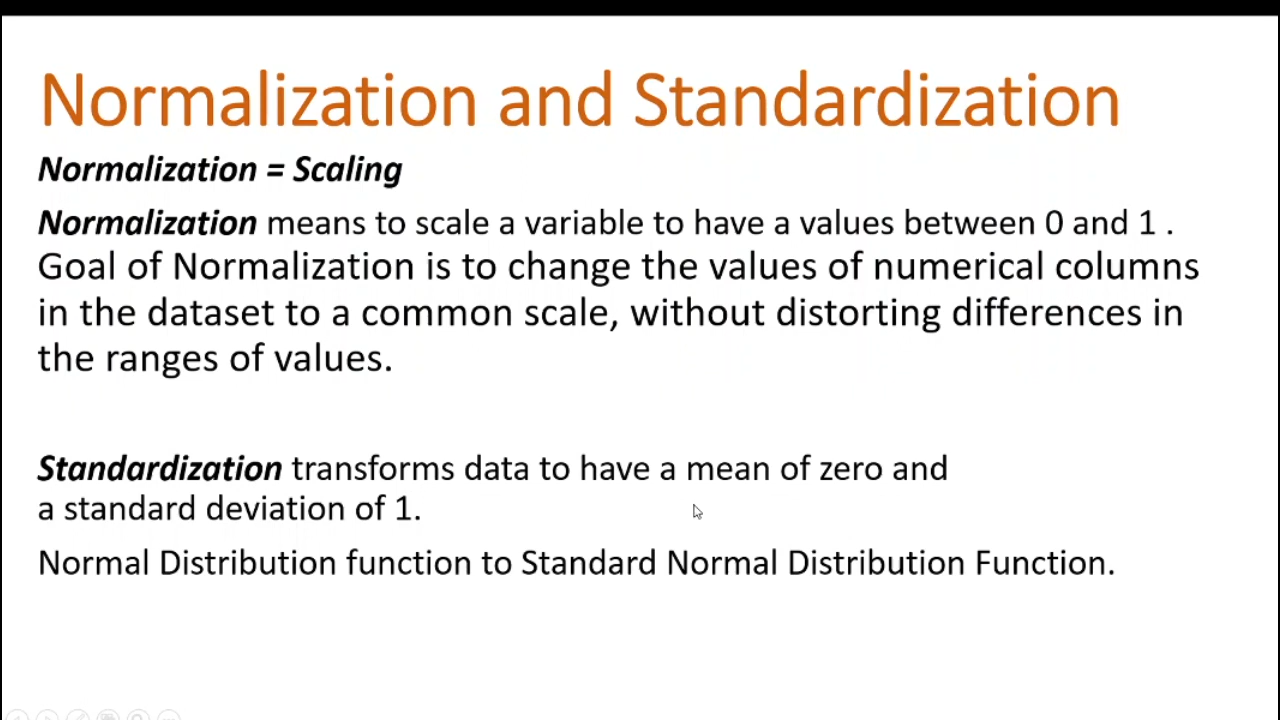 Normalization and Standardization
Normalization = Scaling
Normalization means to scale a variable to have a values between 0 and 1 .
Goal of Normalization is to change the values of numerical columns
in the dataset to a common scale, without distorting differences in
the ranges of values.
Standardization transforms data to have a mean of zero and
a standard deviation of 1.
Normal Distribution function to Standard Normal Distribution Function.